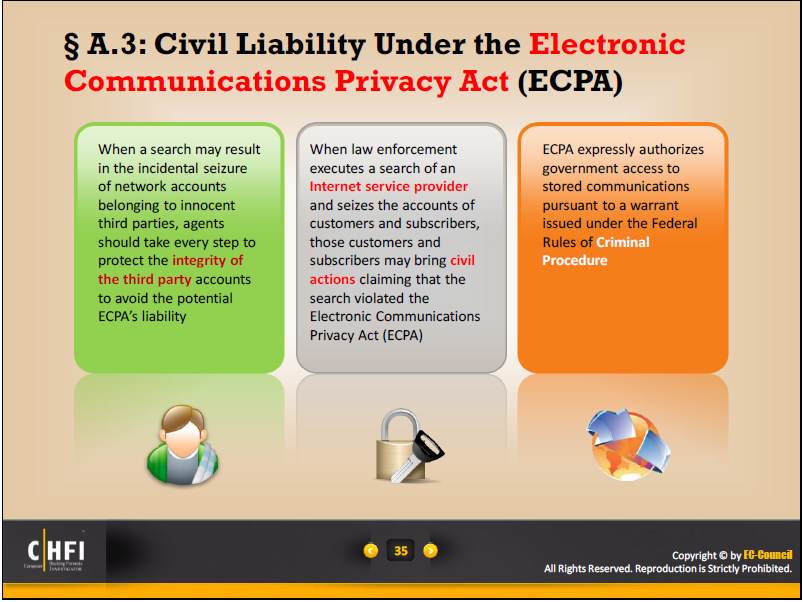 § A.3: Civil Liability Under the Electronic
Communications Privacy Act (ECPA)
When a search may result
in the incidental seizure
of network accounts
belonging to innocent
third parties, agents
should take every step to
protect the integrity of
the third party accounts
to avoid the potential
ECPA’s liability
When law enforcement
executes a search of an
Internet service provider
and seizes the accounts of
customers and subscribers,
those customers and
subscribers may bring civil
actions claiming that the
search violated the
Electronic Communications
Privacy Act (ECPA)
ECPA expressly authorizes
government access to
stored communications
pursuant to a warrant
issued under the Federal
Rules of Criminal
Procedure
CHFI
Computer Hacking Forensic
INVESTIGATOR
35
Copyright © by EC-Council
All Rights Reserved. Reproduction is Strictly Prohibited.